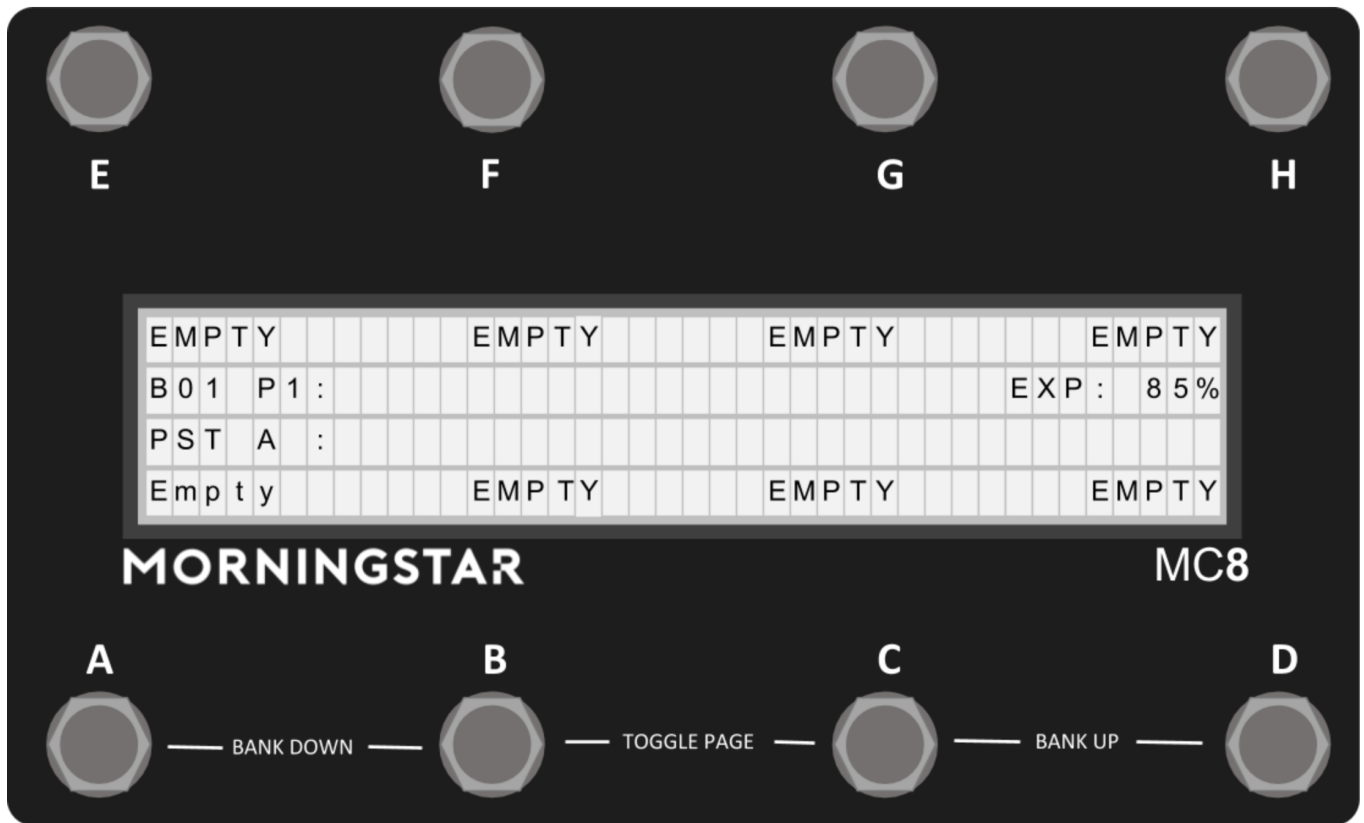 E F G H
EMPTY EMPTY EMPTY EMPTY
B01 P1: EXP: 85%
PST A :
Empty EMPTY EMPTY EMPTY
MORNINGSTAR MC8
A B C D
BANK DOWN TOGGLE PAGE BANK UP